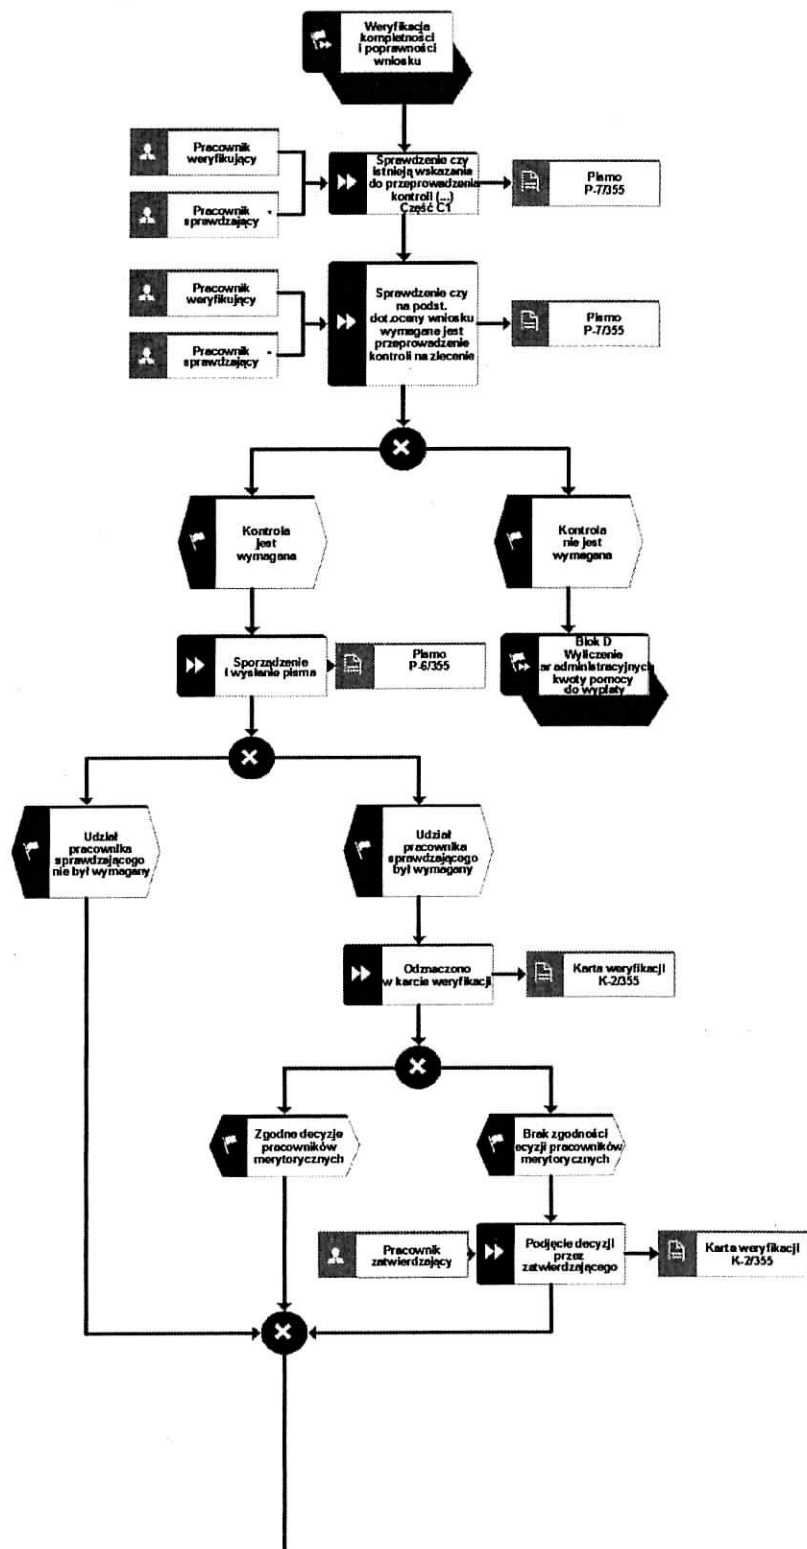 Weryfikacja
kompletności
i poprawności
wniosku
Pracownik
weryfikujący
Pracownik
sprawdzający
Sprawdzenie czy
istnieją wskazania
do przeprowadzenia
kontroli (...)
Część C1
Pismo
P-7/355
Pracownik
weryfikujący
Pracownik
sprawdzający
Sprawdzenie czy
na podst.
dot.oceny wniosku
wymagane jest
przeprowadzenie
kontroli na zlecenie
Pismo
P-7/355
Kontrola
jest
wymagana
Kontrola
nie jest
wymagana
Sporządzenie
i wysłanie pisma
Pismo
P-6/355
Blok D
Wyliczenie
ar administracyjnych
kwoty pomocy
do wypłaty
Udział
pracownika
sprawdzającego
nie był wymagany
Udział
pracownika
sprawdzającego
był wymagany
Odznaczono
w karcie weryfikacji
Karta weryfikacji
K-2/355
Zgodne decyzje
pracowników
merytorycznych
Brak zgodności
ecyzji pracowników
merytorycznych
Pracownik
zatwierdzający
Podjęcie decyzji
przez
zatwierdzającego
Karta weryfikacji
K-2/355